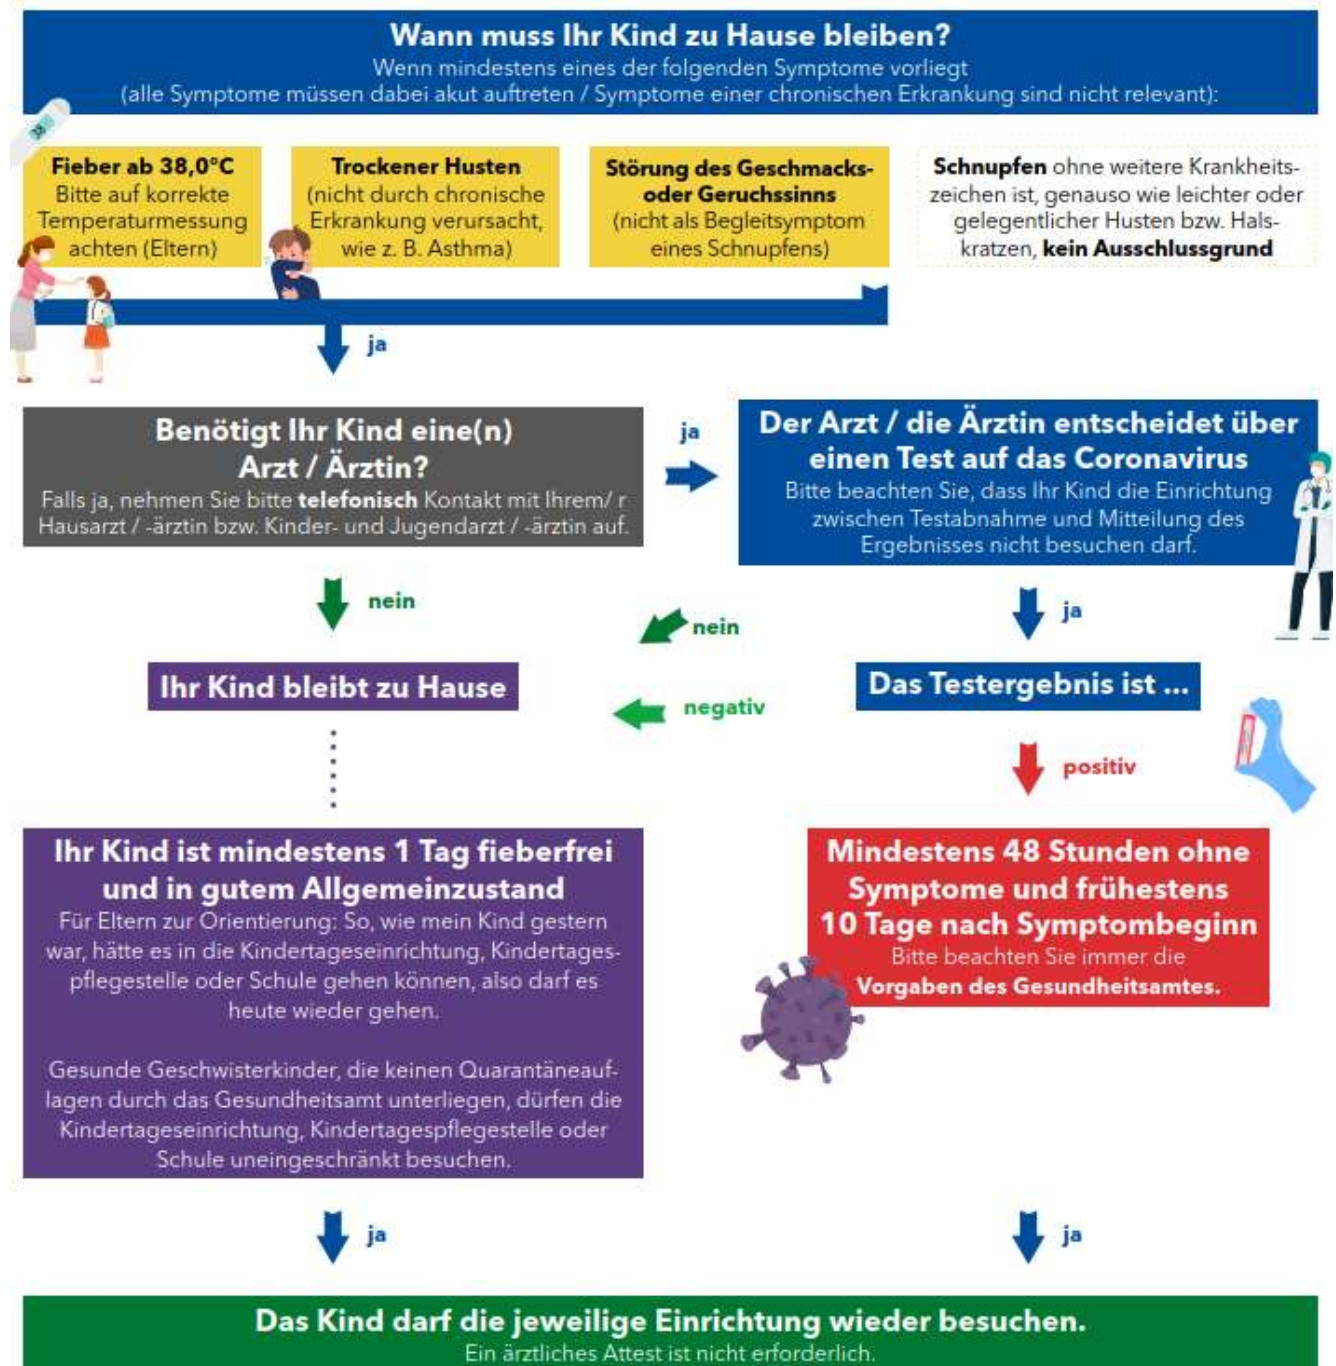 Wann muss Ihr Kind zu Hause bleiben?
Wenn mindestens eines der folgenden Symptome vorliegt
(alle Symptome müssen dabei akut auftreten / Symptome einer chronischen Erkrankung sind nicht relevant):
38
Fieber ab 38,0°C
Bitte auf korrekte
Temperaturmessung
achten (Eltern)
Trockener Husten
(nicht durch chronische
Erkrankung verursacht,
wie z. B. Asthma)
Störung des Geschmacks-
oder Geruchssinns
(nicht als Begleitsymptom
eines Schnupfens)
Schnupfen ohne weitere Krankheits-
zeichen ist, genauso wie leichter oder
gelegentlicher Husten bzw. Hals-
kratzen, kein Ausschlussgrund
ja
Benötigt Ihr Kind eine(n)
Arzt / Ärztin?
Falls ja, nehmen Sie bitte telefonisch Kontakt mit Ihrem/ r
Hausarzt / -ärztin bzw. Kinder- und Jugendarzt / -ärztin auf.
ja
Der Arzt / die Ärztin entscheidet über
einen Test auf das Coronavirus
Bitte beachten Sie, dass Ihr Kind die Einrichtung
zwischen Testabnahme und Mitteilung des
Ergebnisses nicht besuchen darf.
nein
nein
ja
Ihr Kind bleibt zu Hause
Das Testergebnis ist ...
negativ
positiv
Ihr Kind ist mindestens 1 Tag fieberfrei
und in gutem Allgemeinzustand
Für Eltern zur Orientierung: So, wie mein Kind gestern
war, hätte es in die Kindertageseinrichtung, Kindertages-
pflegestelle oder Schule gehen können, also darf es
heute wieder gehen.
Gesunde Geschwisterkinder, die keinen Quarantäneauf-
lagen durch das Gesundheitsamt unterliegen, dürfen die
Kindertageseinrichtung, Kindertagespflegestelle oder
Schule uneingeschränkt besuchen.
Mindestens 48 Stunden ohne
Symptome und frühestens
10 Tage nach Symptombeginn
Bitte beachten Sie immer die
Vorgaben des Gesundheitsamtes.
ja
ja
Das Kind darf die jeweilige Einrichtung wieder besuchen.
Ein ärztliches Attest ist nicht erforderlich.